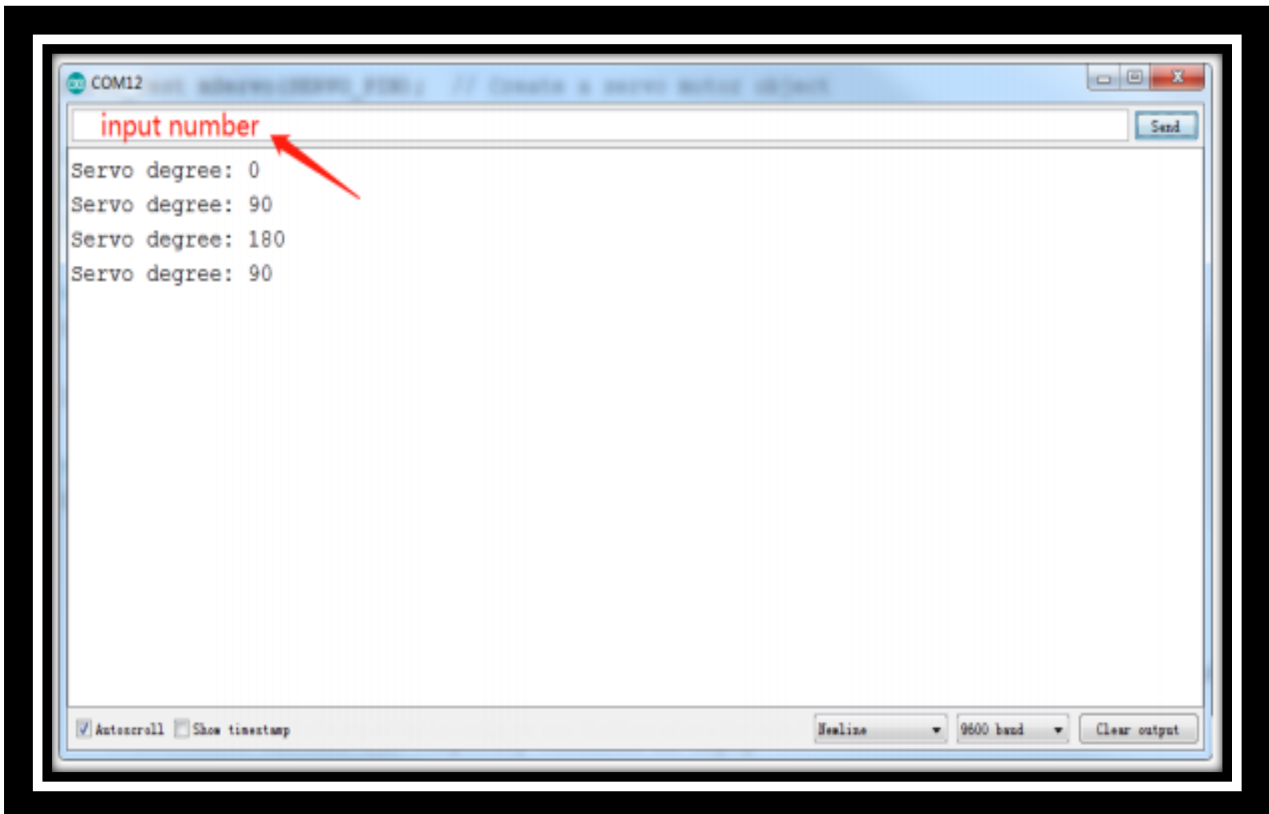 COM12
input number
Send
Servo degree: 0
Servo degree: 90
Servo degree: 180
Servo degree: 90
Autoscroll Show timestamp Newline 9600 baud Clear output